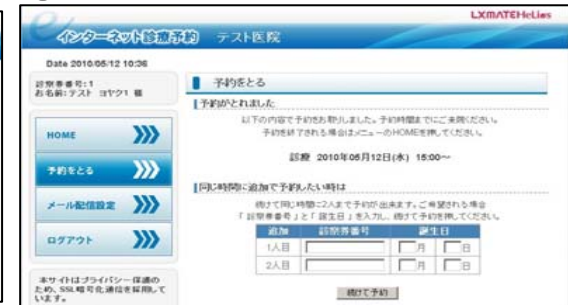 LXMATEHeLios
インターネット診療予約 テスト医院
Date 2010/05/12 10:36
診察券番号:1
お名前:テスト ヨヤク1 様
HOME
予約をとる
メール配信設定
ログアウト
本サイトはプライバシー保護の
ため、SSL暗号化通信を採用して
います。
予約をとる
予約がとれました
以下の内容で予約をお取りしました。予約時間までにご来院ください。
予約を終了される場合はメニューのHOMEを押してください。
診療 2010年05月12日(水) 15:00～
同じ時間に追加で予約したい時は
続けて同じ時間に2人まで予約が出来ます。ご希望される場合
「診察券番号」と「誕生日」を入力し、続けて予約を押してください。
追加 診察券番号 誕生日
1人目 月 日
2人目 月 日
続けて予約